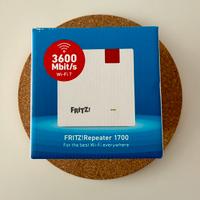 3600
Mbit/s
Wi-Fi 7
FRITZ!
FRITZ!Repeater 1700
For the best Wi-Fi everywhere